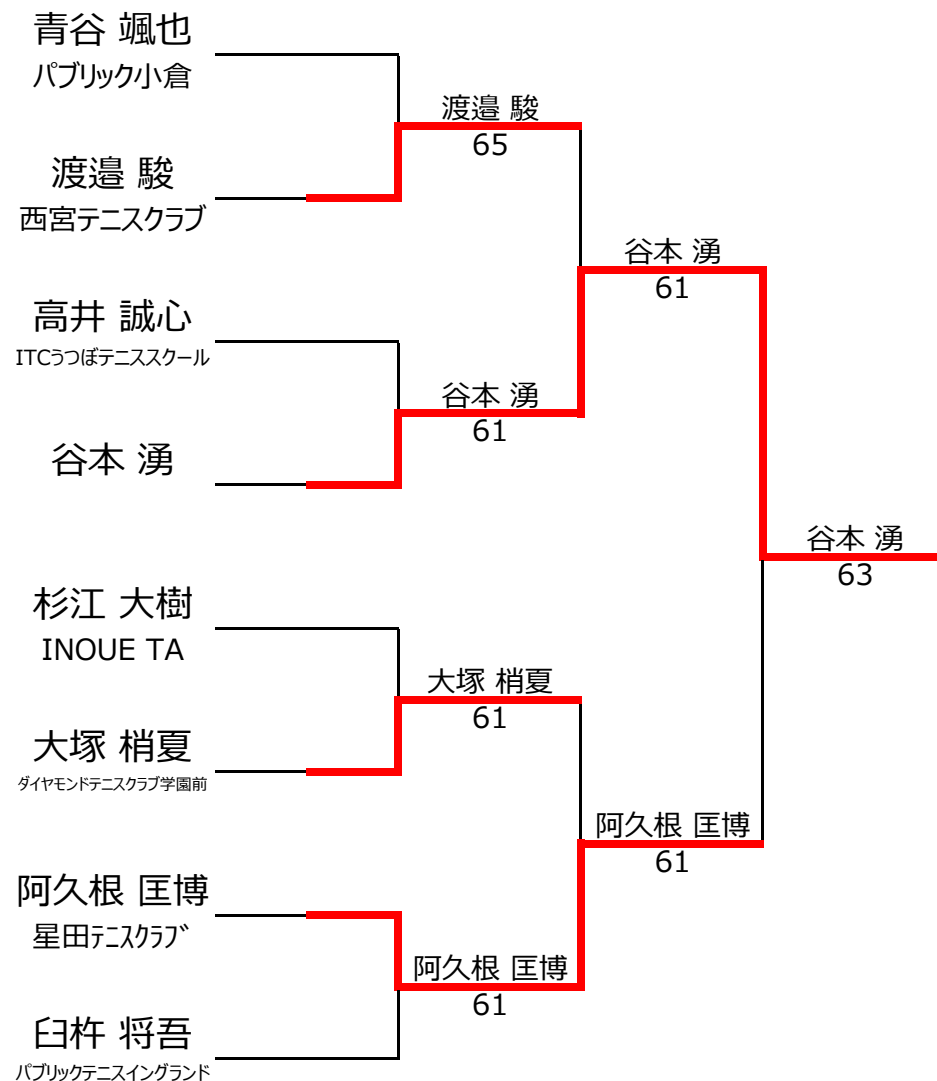 青谷 颯也
パブリック小倉
渡邉 駿
65
渡邉 駿
西宮テニスクラブ
谷本 湧
61
高井 誠心
ITCうつぼテニススクール
谷本 湧
61
谷本 湧
谷本 湧
63
杉江 大樹
INOUE TA
大塚 梢夏
61
大塚 梢夏
ダイヤモンドテニスクラブ学園前
阿久根 匡博
61
阿久根 匡博
星田ﾃﾆｽｸﾗﾌﾞ
阿久根 匡博
61
臼杵 将吾
パブリックテニスイングランド